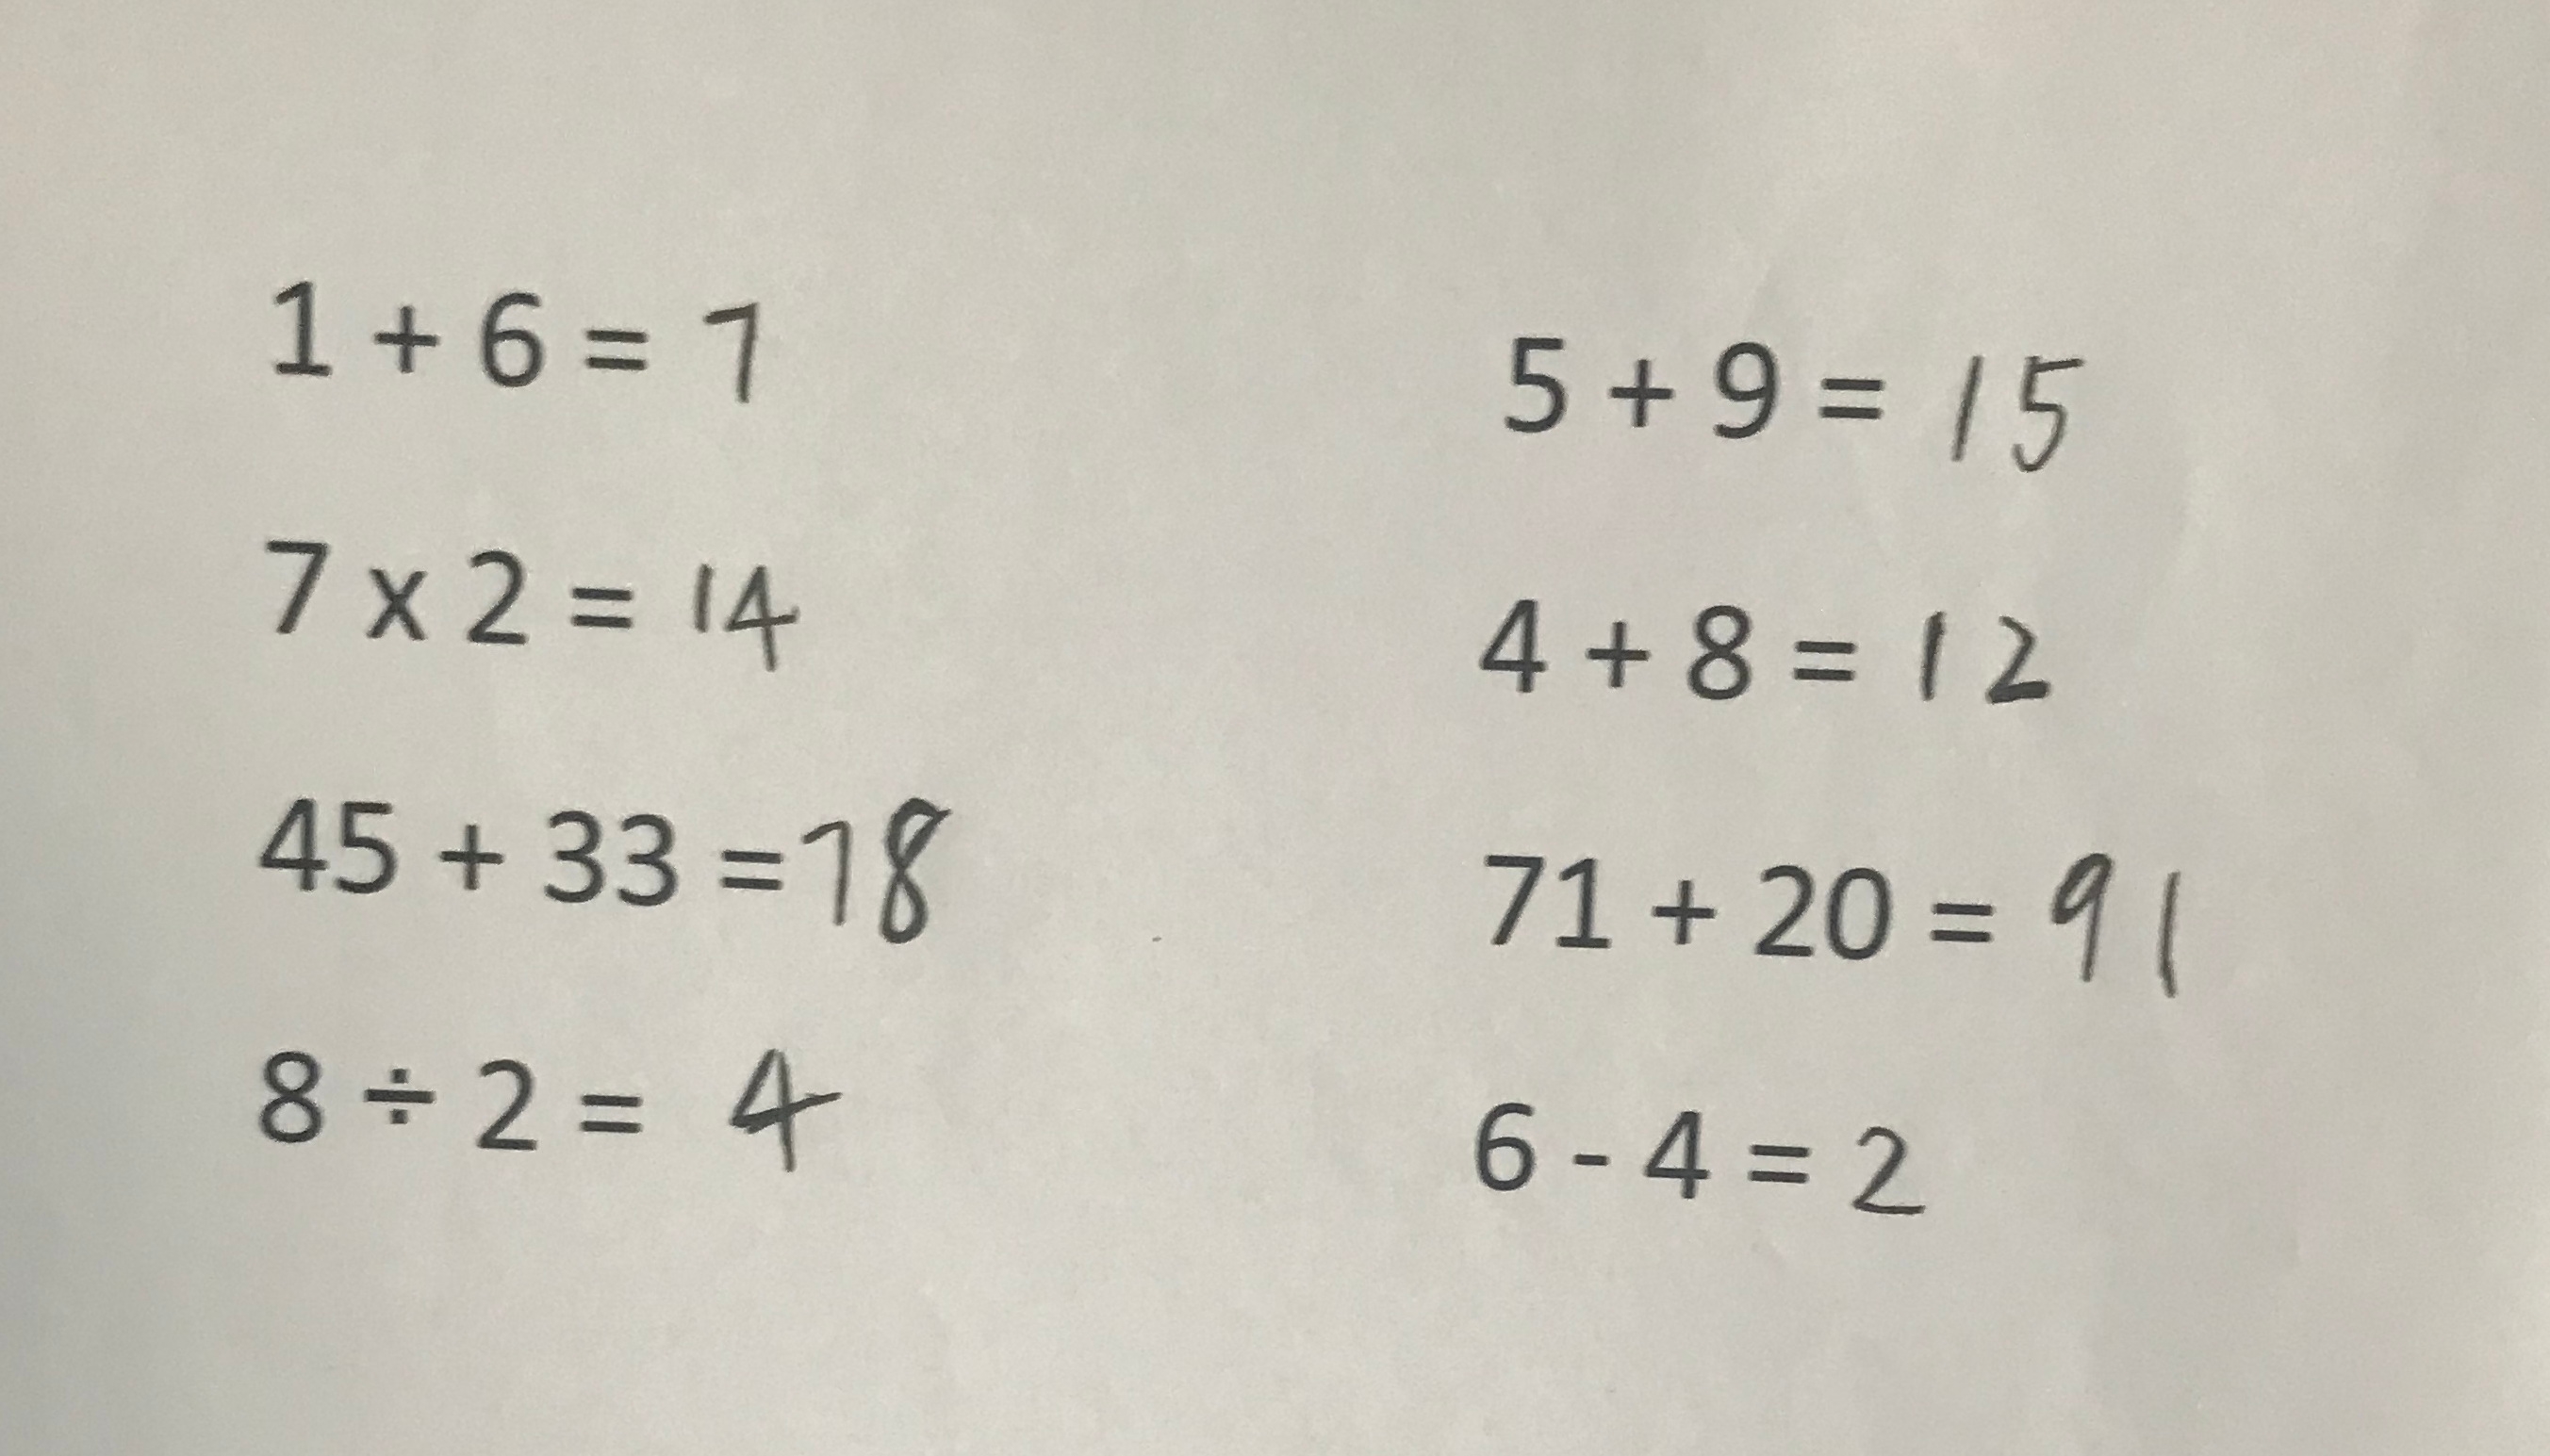 1 + 6 = 7
7 x 2 = 14
45 + 33 = 78
8 ÷ 2 = 4
5 + 9 = 15
4 + 8 = 12
71 + 20 = 91
6 - 4 = 2